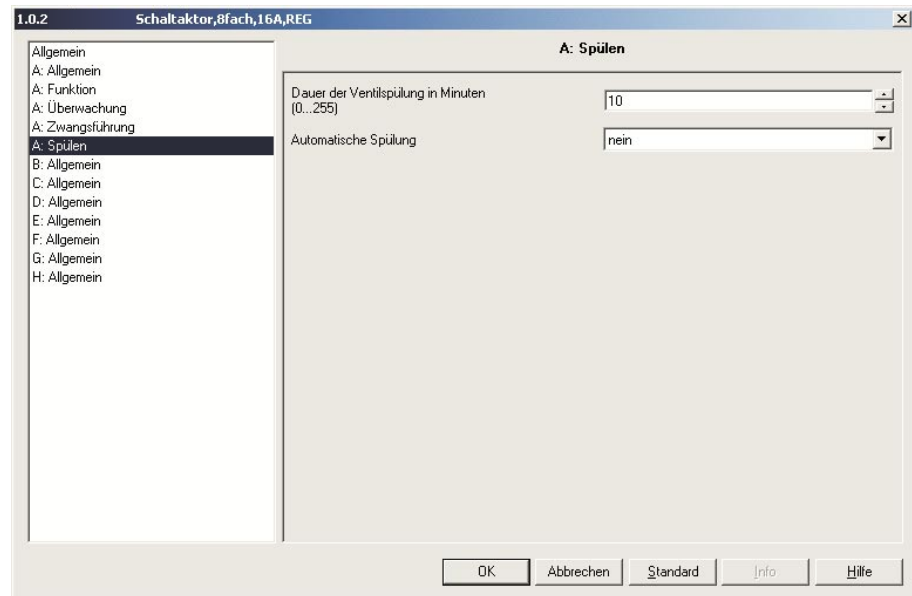 1.0.2 Schaltaktor,8fach,16A,REG
Allgemein
A: Allgemein
A: Funktion
A: Überwachung
A: Zwangsführung
A: Spülen
B: Allgemein
C: Allgemein
D: Allgemein
E: Allgemein
F: Allgemein
G: Allgemein
H: Allgemein
A: Spülen
Dauer der Ventilspülung in Minuten
(0...255)
10
Automatische Spülung
nein
OK
Abbrechen
Standard
Info
Hilfe